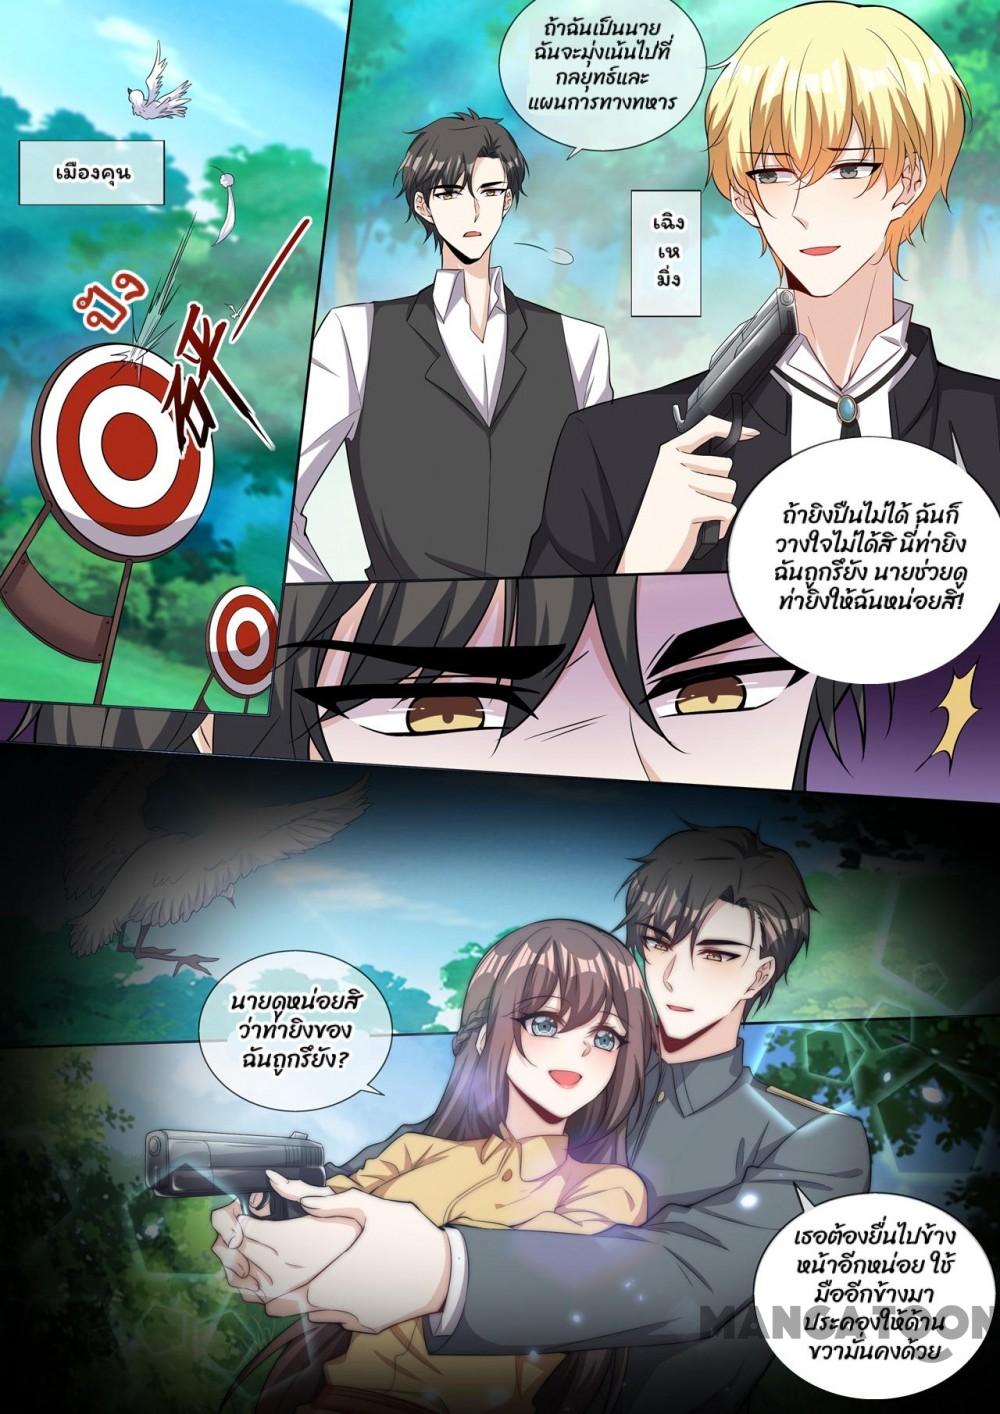 ถ้าฉันเป็นนาย
ฉันจะมุ่งเน้นไปที่
กลยุทธ์และ
แผนการทางทหาร
เมืองคุน
เฉิง
เห
มิ่ง
ปัง
砰
ถ้ายิงปืนไม่ได้ ฉันก็
วางใจไม่ได้สิ นี่ท่ายิง
ฉันถูกรึยัง นายช่วยดู
ท่ายิงให้ฉันหน่อยสิ!
นายดูหน่อยสิ
ว่าท่ายิงของ
ฉันถูกรึยัง?
เธอต้องยื่นไปข้าง
หน้าอีกหน่อย ใช้
มืออีกข้างมา
ประคองให้ด้าน
ขวามั่นคงด้วย
MANGATOON